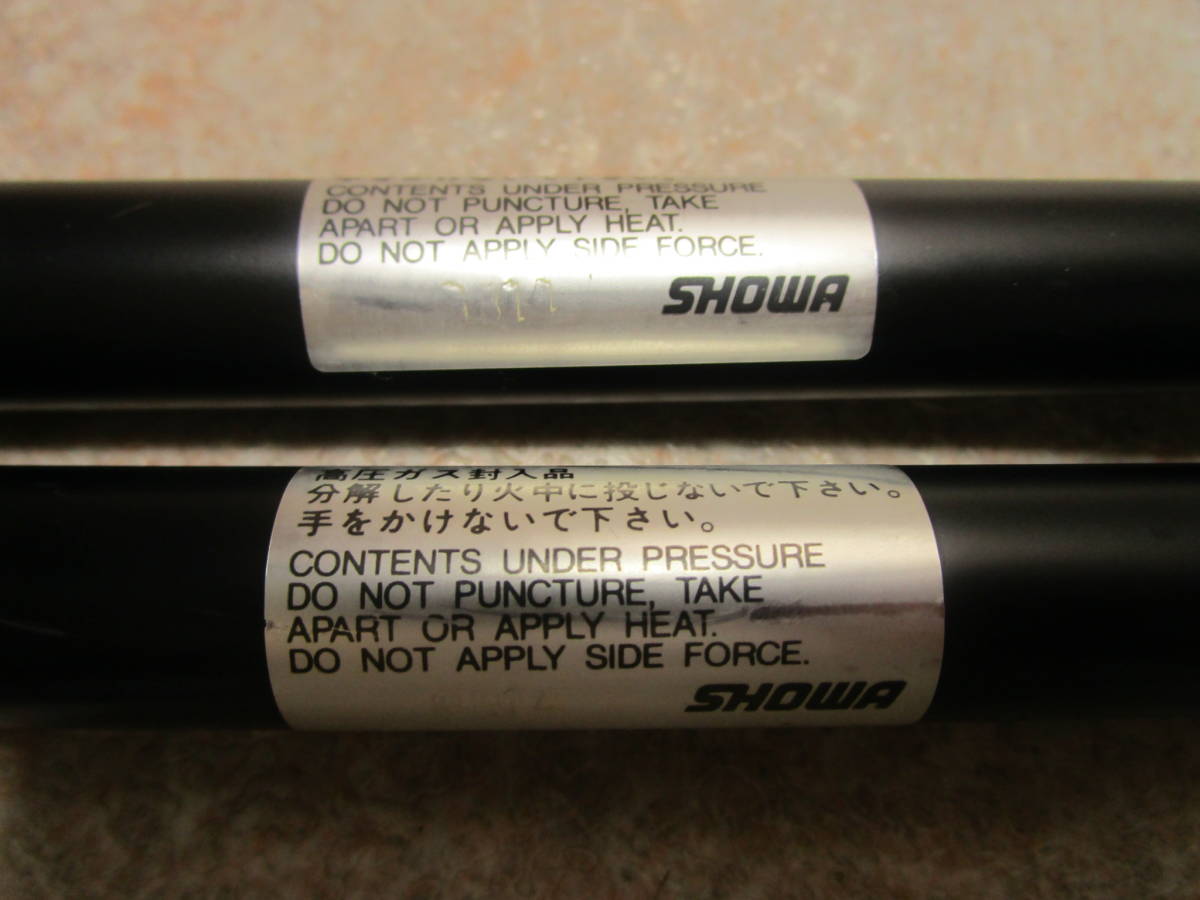 CONTENTS UNDER PRESSURE
DO NOT PUNCTURE, TAKE
APART OR APPLY HEAT.
DO NOT APPLY SIDE FORCE.
SHOWA
高圧ガス封入品
分解したり火中に投じないで下さい。
手をかけないで下さい。
CONTENTS UNDER PRESSURE
DO NOT PUNCTURE, TAKE
APART OR APPLY HEAT.
DO NOT APPLY SIDE FORCE.
SHOWA